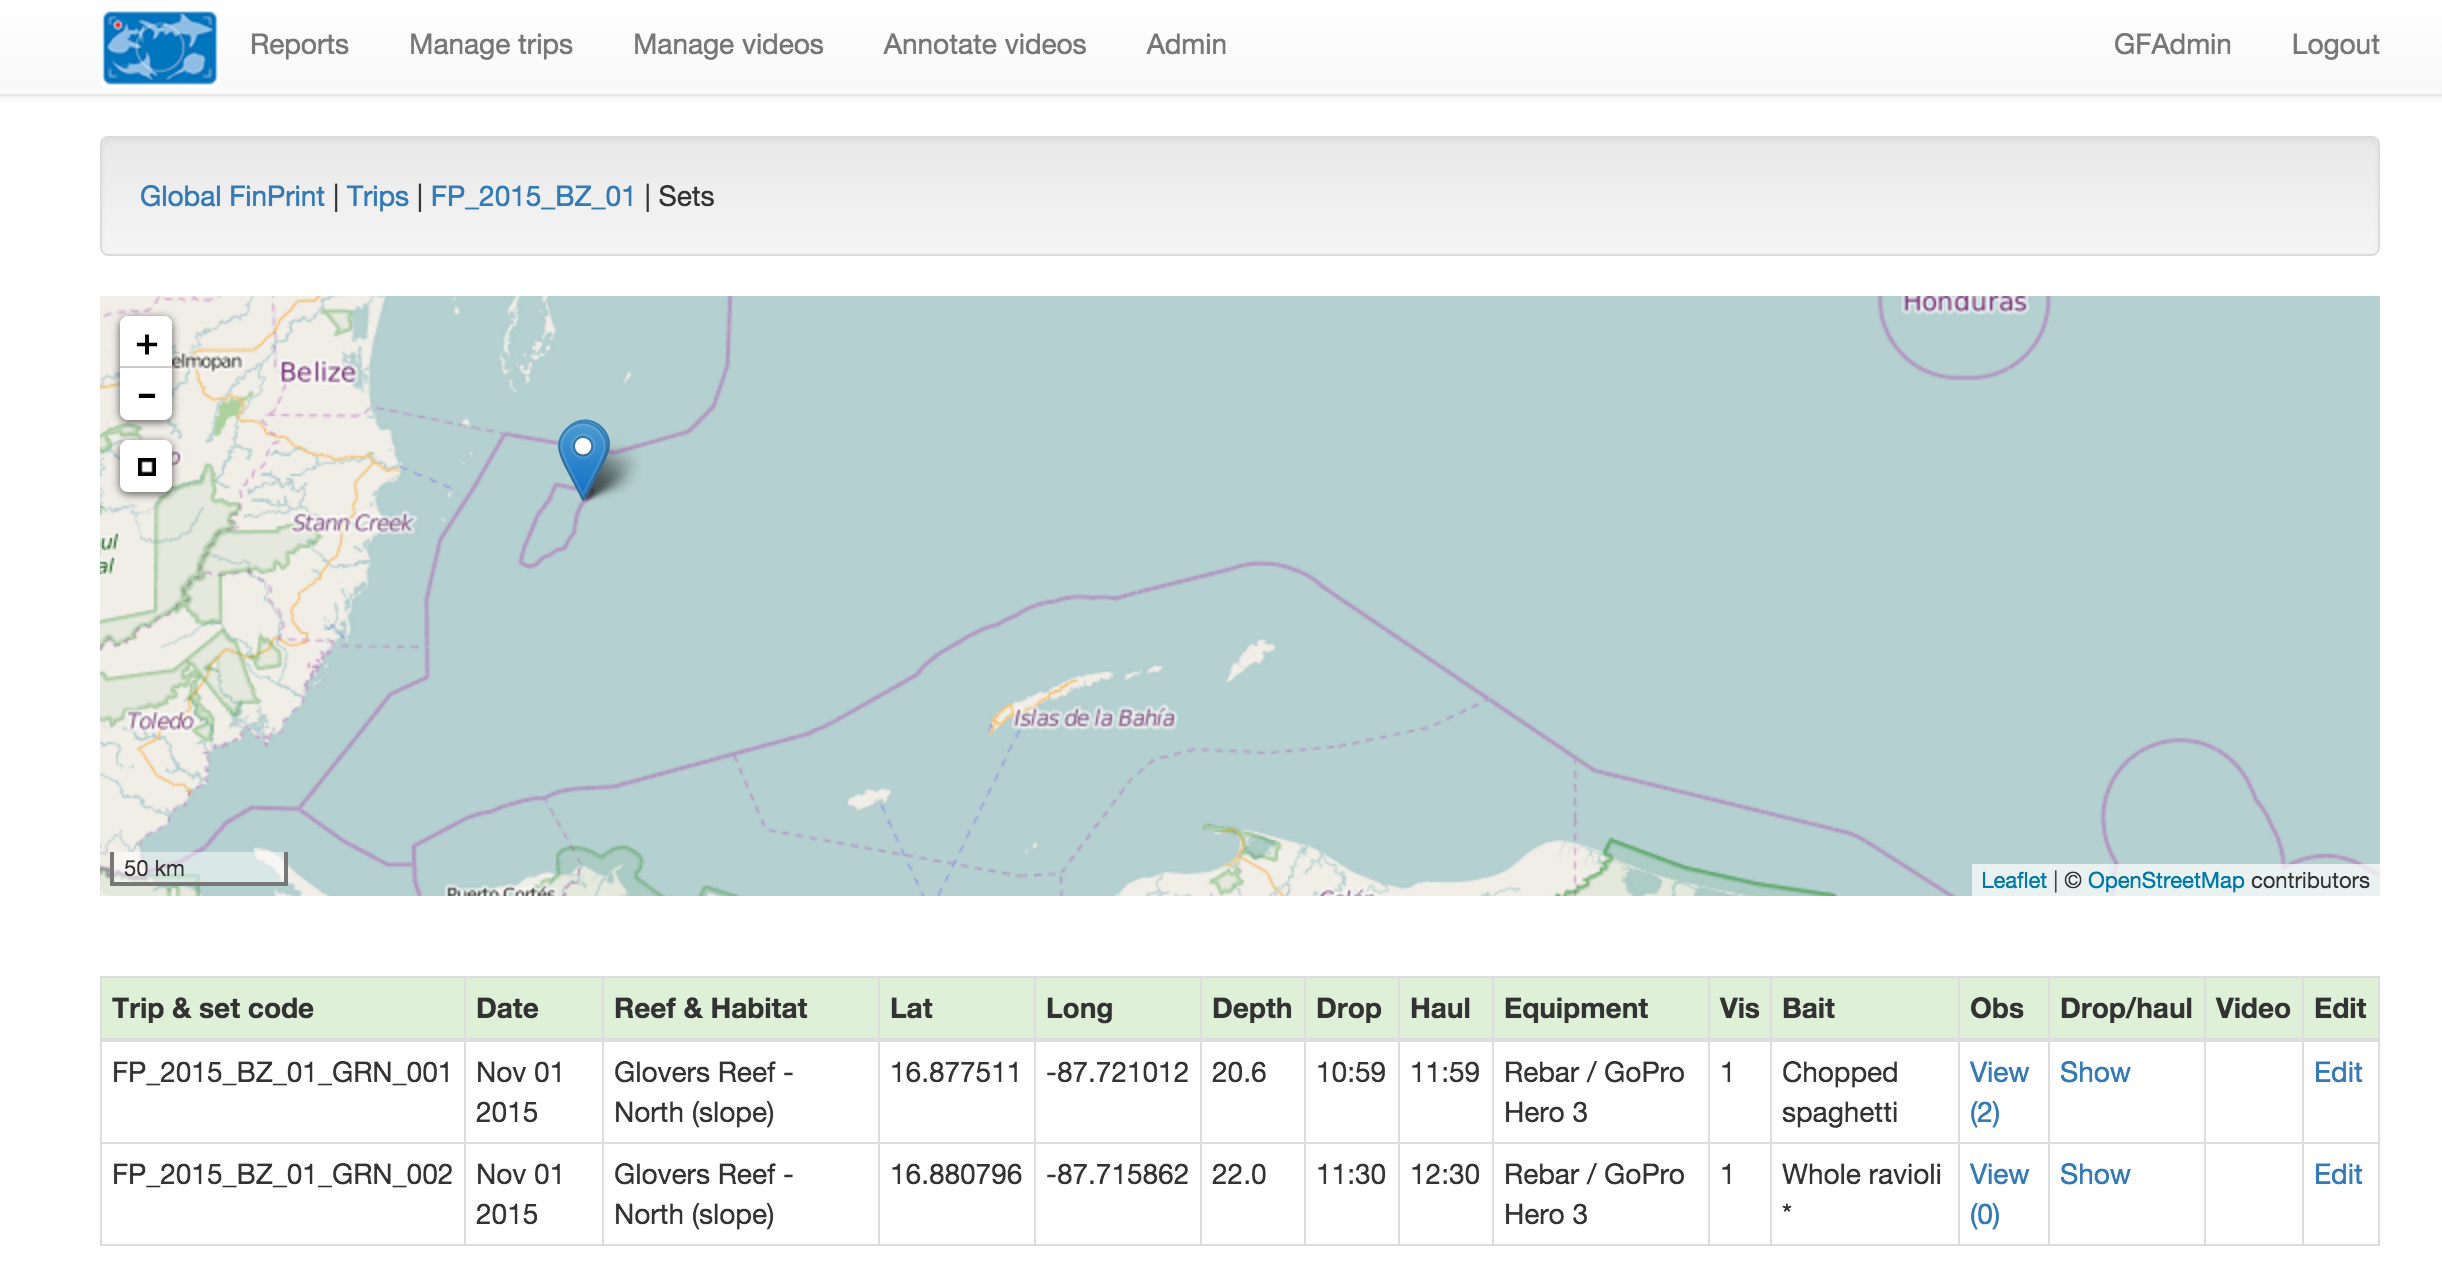 Reports Manage trips Manage videos Annotate videos Admin GFAdmin Logout
Global FinPrint | Trips | FP_2015_BZ_01 | Sets
Honduras
+
elmopan
Belize
-
Stann Creek
ul
al
Toledo
Islas de la Bahía
50 km
Puerto Cortés
Colón
Leaflet | © OpenStreetMap contributors
Trip & set code Date Reef & Habitat Lat Long Depth Drop Haul Equipment Vis Bait Obs Drop/haul Video Edit
FP_2015_BZ_01_GRN_001 Nov 01 Glovers Reef - 16.877511 -87.721012 20.6 10:59 11:59 Rebar / GoPro 1 Chopped View Show Edit
2015 North (slope) Hero 3 spaghetti (2)
FP_2015_BZ_01_GRN_002 Nov 01 Glovers Reef - 16.880796 -87.715862 22.0 11:30 12:30 Rebar / GoPro 1 Whole ravioli View Show Edit
2015 North (slope) Hero 3 * (0)